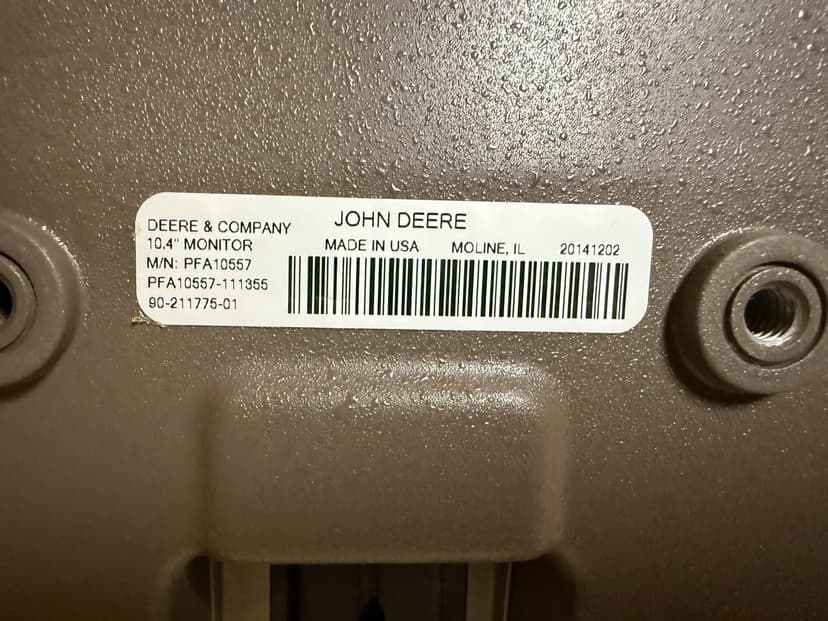 JOHN DEERE
DEERE & COMPANY
10.4" MONITOR
MADE IN USA MOLINE, IL 20141202
M/N: PFA10557
PFA10557-111355
90-211775-01